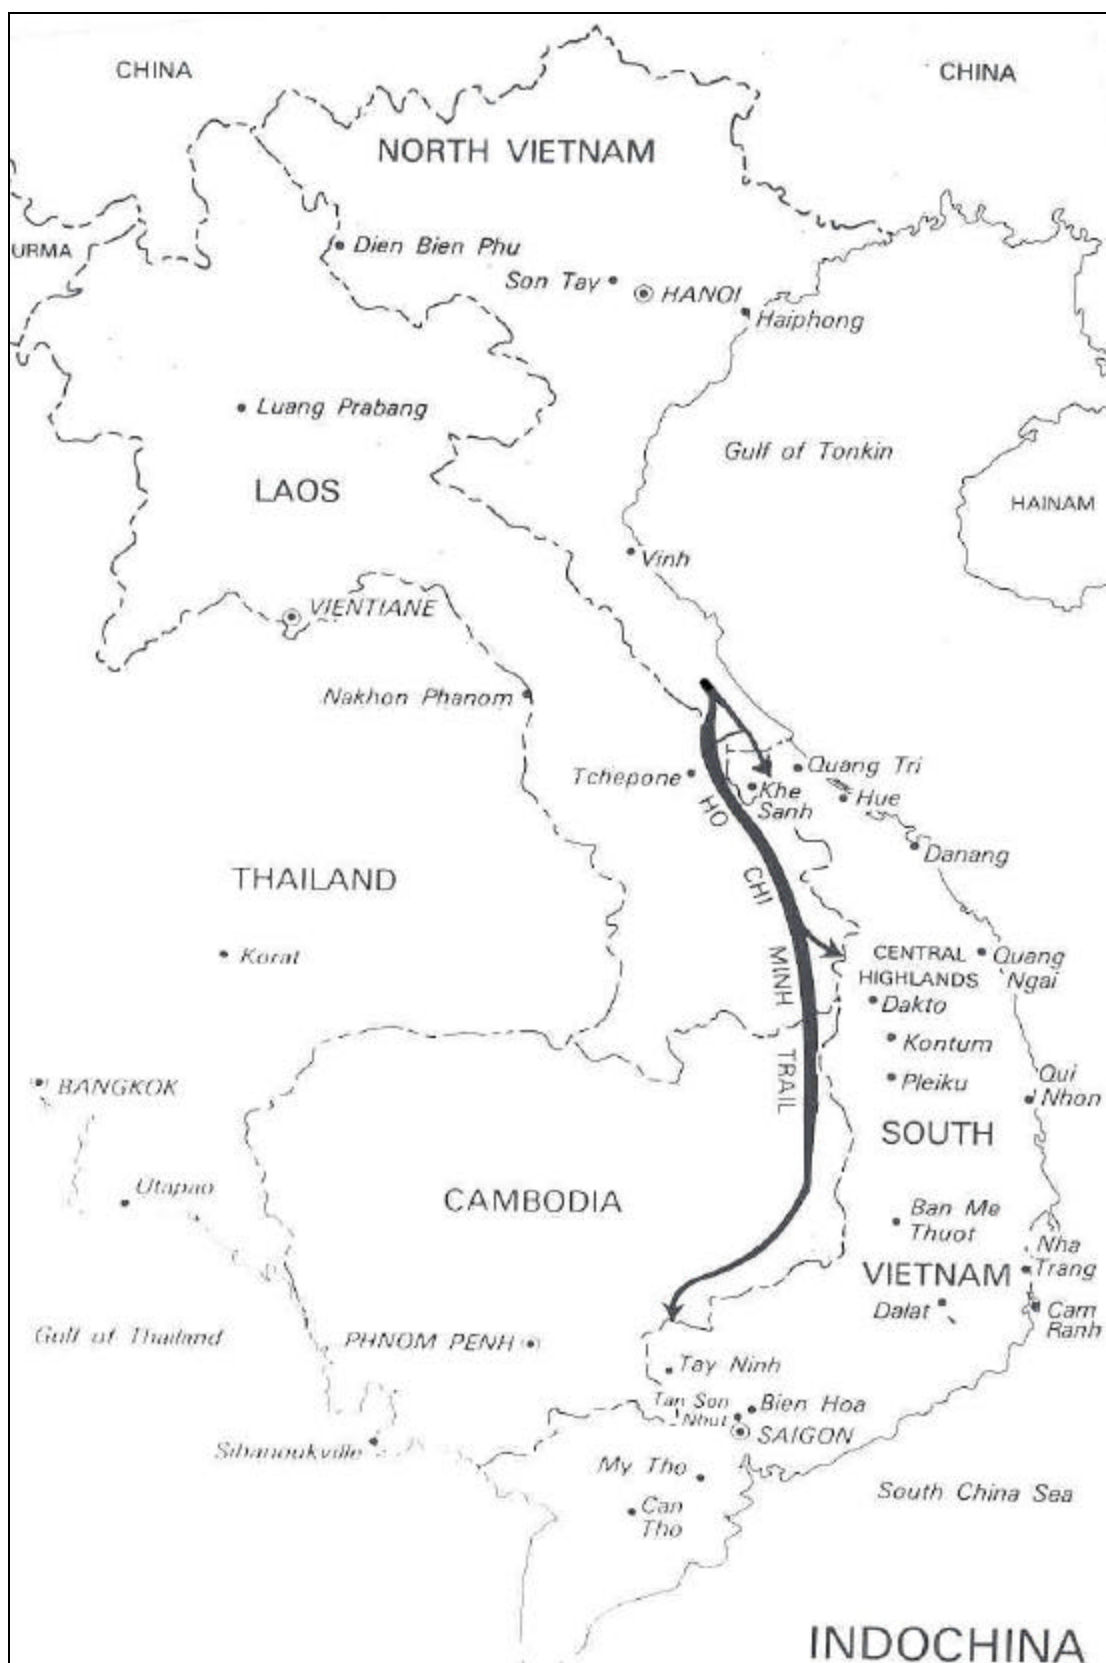 CHINA
CHINA
NORTH VIETNAM
URMA
Dien Bien Phu
Son Tay
HANOI
Haiphong
Luang Prabang
Gulf of Tonkin
LAOS
HAINAM
Vinh
VIENTIANE
Nakhon Phanom
Tchepone
Quang Tri
Khe
Sanh
Hue
HO
CHI
MINH
TRAIL
Danang
THAILAND
Korat
CENTRAL
HIGHLANDS
Quang
Ngai
Dakto
Kontum
Pleiku
Qui
Nhon
BANGKOK
SOUTH
Utapao
CAMBODIA
Ban Me
Thuot
Nha
Trang
VIETNAM
Dalat
Cam
Ranh
Gulf of Thailand
PHNOM PENH
Tay Ninh
Tan Son
Nhut
Bien Hoa
SAIGON
Sihanoukville
My Tho
South China Sea
Can
Tho
INDOCHINA